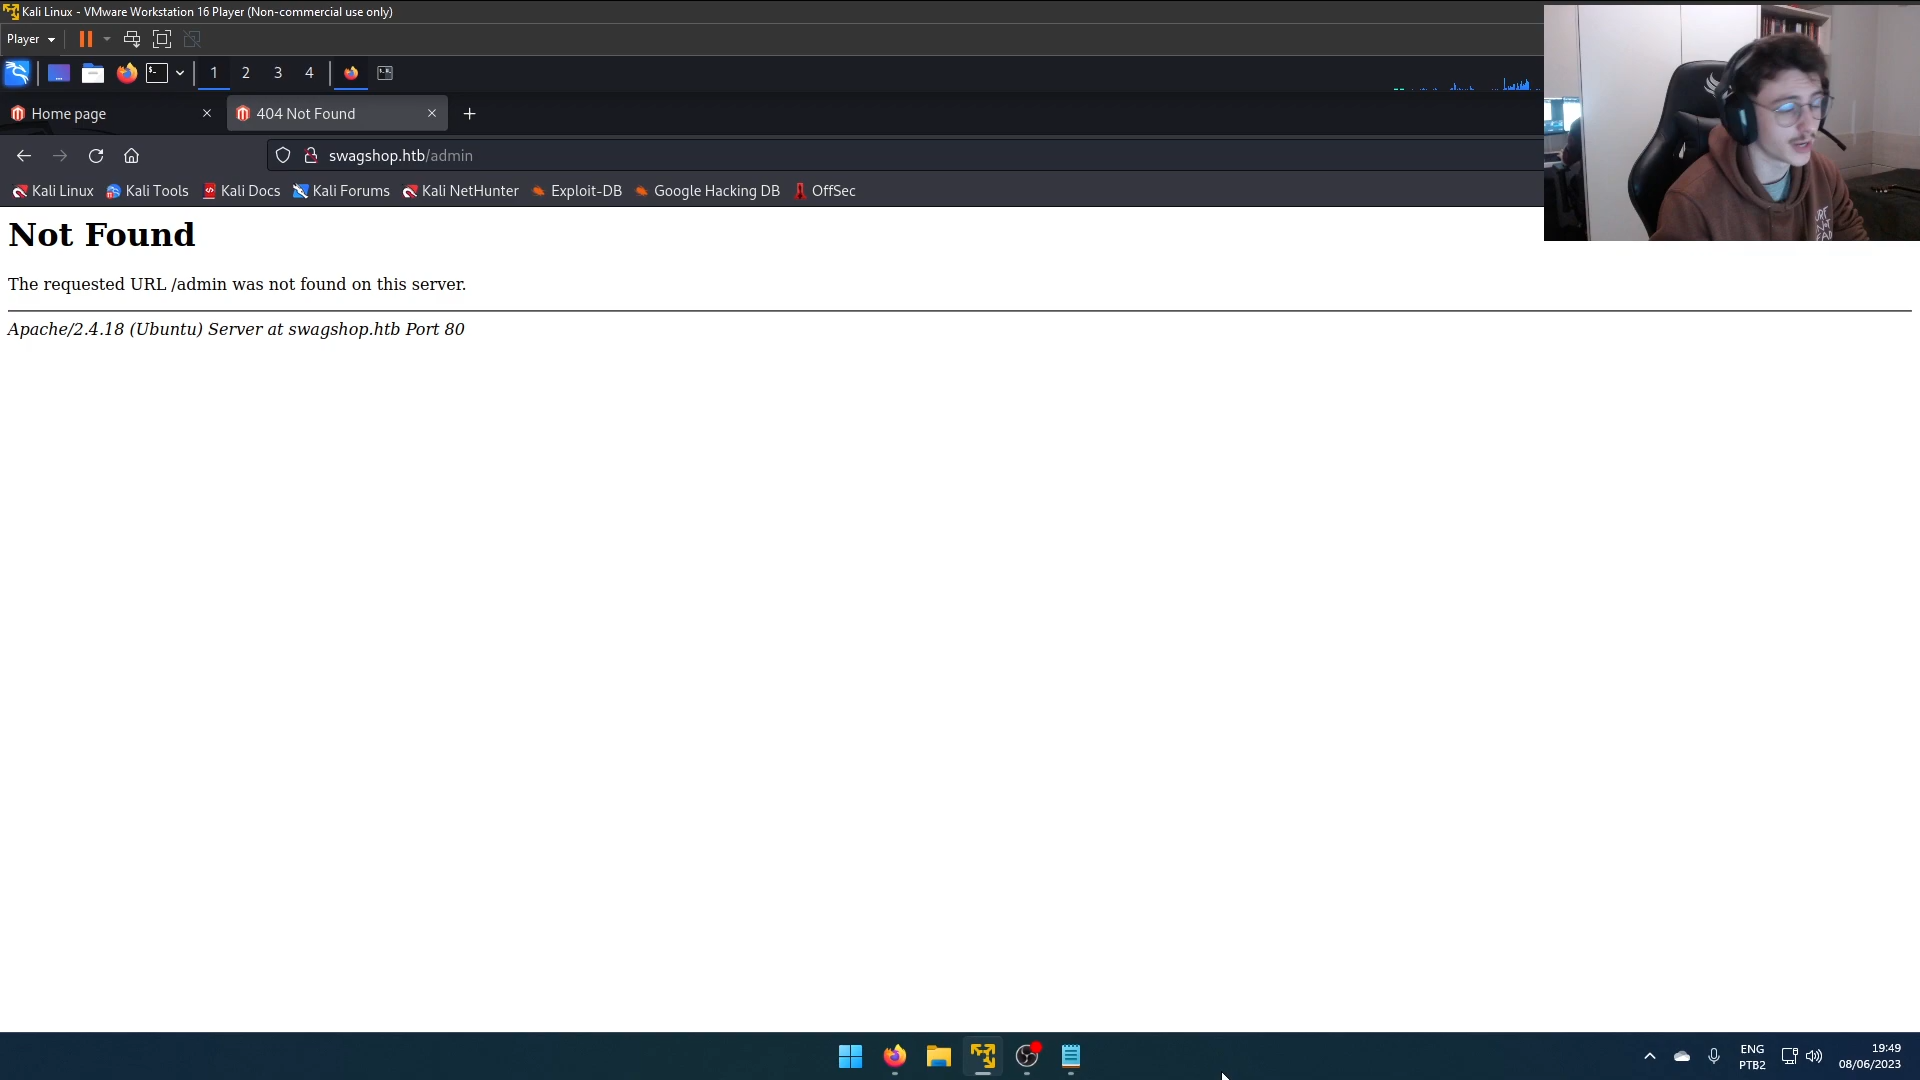 Kali Linux - VMware Workstation 16 Player (Non-commercial use only)
Player
1 2 3 4
Home page
404 Not Found
swagshop.htb/admin
Kali Linux Kali Tools Kali Docs Kali Forums Kali NetHunter Exploit-DB Google Hacking DB OffSec
Not Found
The requested URL /admin was not found on this server.
Apache/2.4.18 (Ubuntu) Server at swagshop.htb Port 80
ENG
PTB2
19:49
08/06/2023